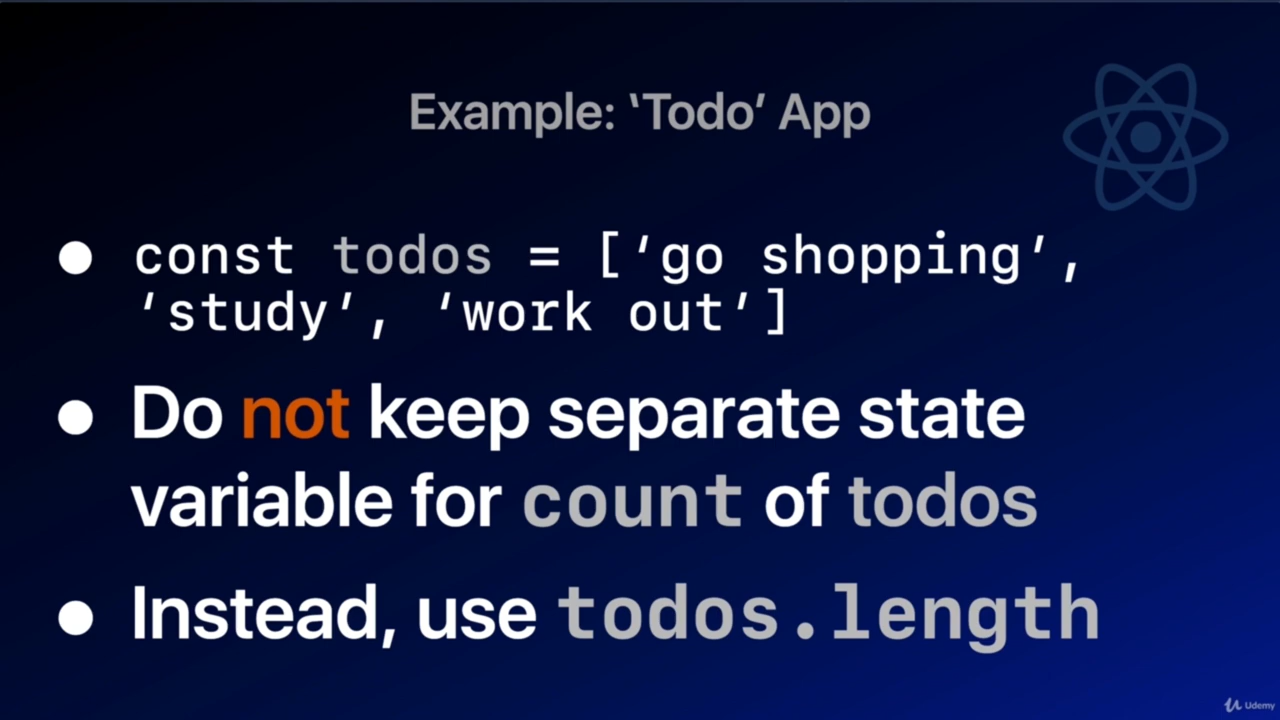 Example: ‘Todo’ App
● const todos = [‘go shopping’,
‘study’, ‘work out’]
● Do not keep separate state
variable for count of todos
● Instead, use todos.length
Udemy